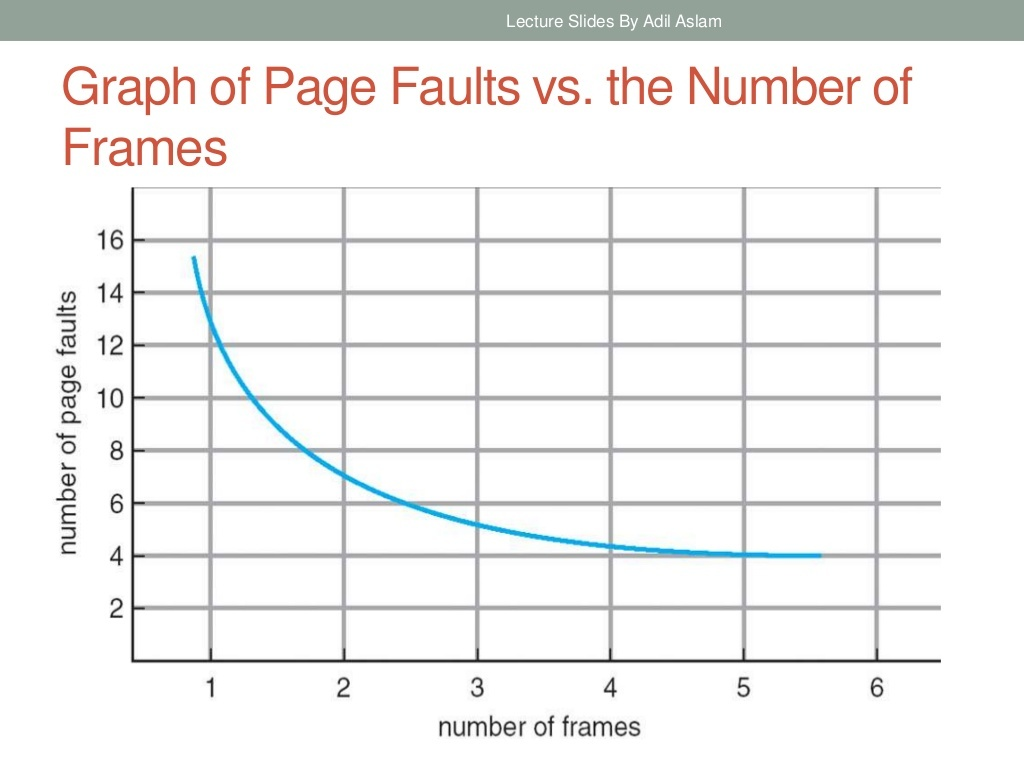 Lecture Slides By Adil Aslam
Graph of Page Faults vs. the Number of
Frames
number of page faults
16
14
12
10
8
6
4
2
1 2 3 4 5 6
number of frames